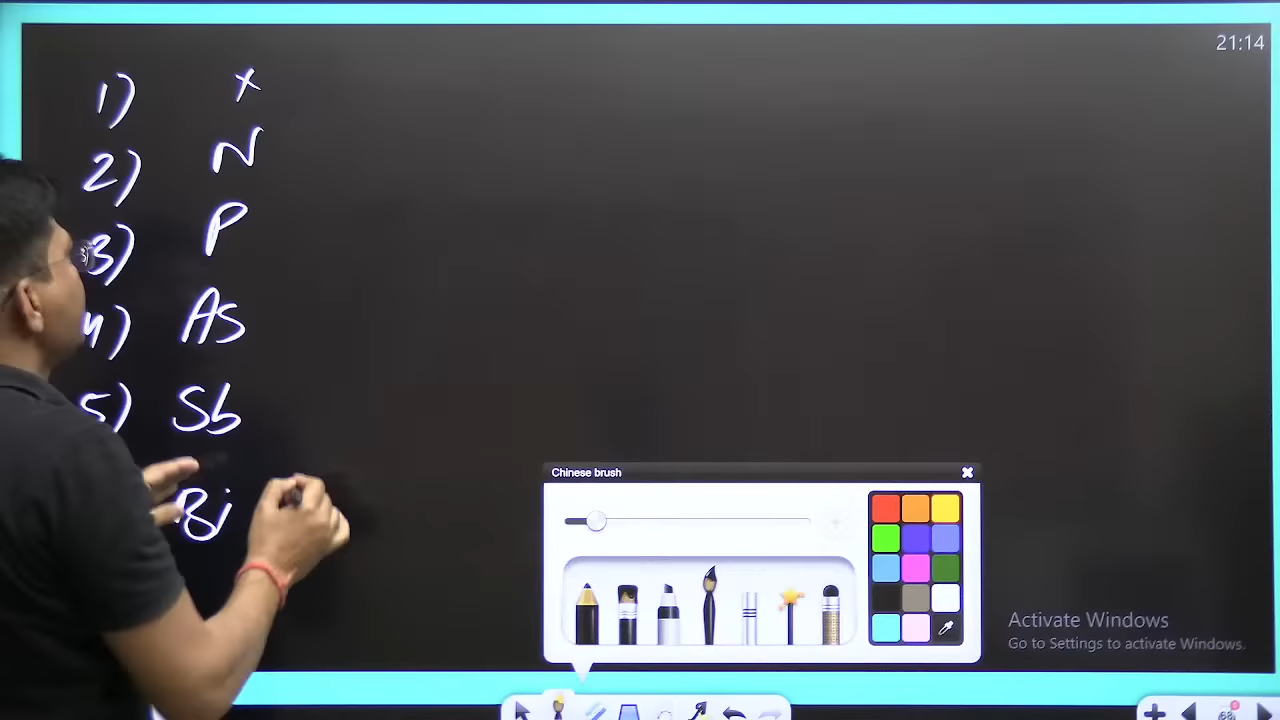 21:14
1) x
2) N
3) P
4) As
5) Sb
Bi
Chinese brush
Activate Windows
Go to Settings to activate Windows.